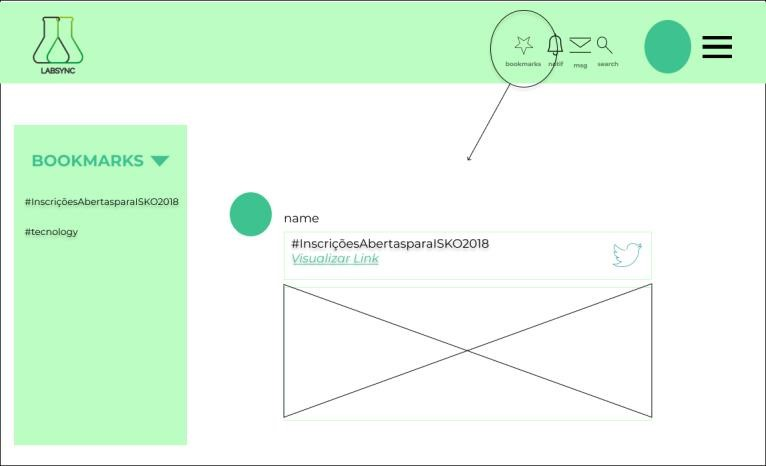 LABSYNC
bookmarks
notif
msg
search
BOOKMARKS
#InscriçõesAbertasparaISKO2018
#tecnology
name
#InscriçõesAbertasparaISKO2018
Visualizar Link